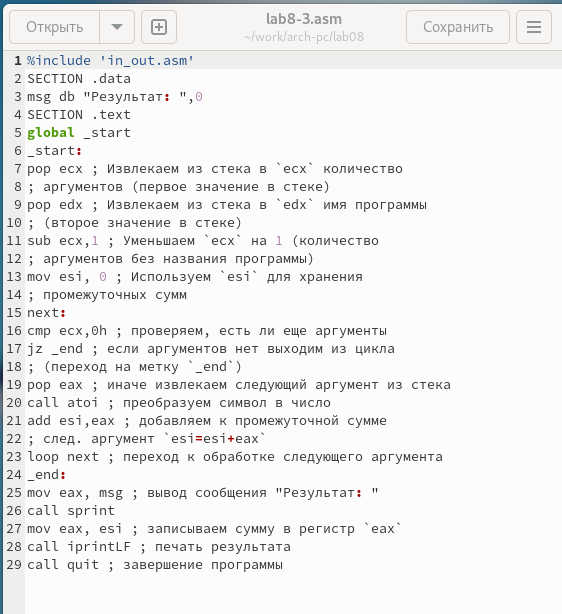 Открыть
lab8-3.asm
~/work/arch-pc/lab08
Сохранить
1 %include 'in_out.asm'
2 SECTION .data
3 msg db "Результат: ",0
4 SECTION .text
5 global _start
6 _start:
7 pop ecx ; Извлекаем из стека в `ecx` количество
8 ; аргументов (первое значение в стеке)
9 pop edx ; Извлекаем из стека в `edx` имя программы
10 ; (второе значение в стеке)
11 sub ecx,1 ; Уменьшаем `ecx` на 1 (количество
12 ; аргументов без названия программы)
13 mov esi, 0 ; Используем `esi` для хранения
14 ; промежуточных сумм
15 next:
16 cmp ecx,0h ; проверяем, есть ли еще аргументы
17 jz _end ; если аргументов нет выходим из цикла
18 ; (переход на метку `_end`)
19 pop eax ; иначе извлекаем следующий аргумент из стека
20 call atoi ; преобразуем символ в число
21 add esi,eax ; добавляем к промежуточной сумме
22 ; след. аргумент `esi=esi+eax`
23 loop next ; переход к обработке следующего аргумента
24 _end:
25 mov eax, msg ; вывод сообщения "Результат: "
26 call sprint
27 mov eax, esi ; записываем сумму в регистр `eax`
28 call iprintLF ; печать результата
29 call quit ; завершение программы